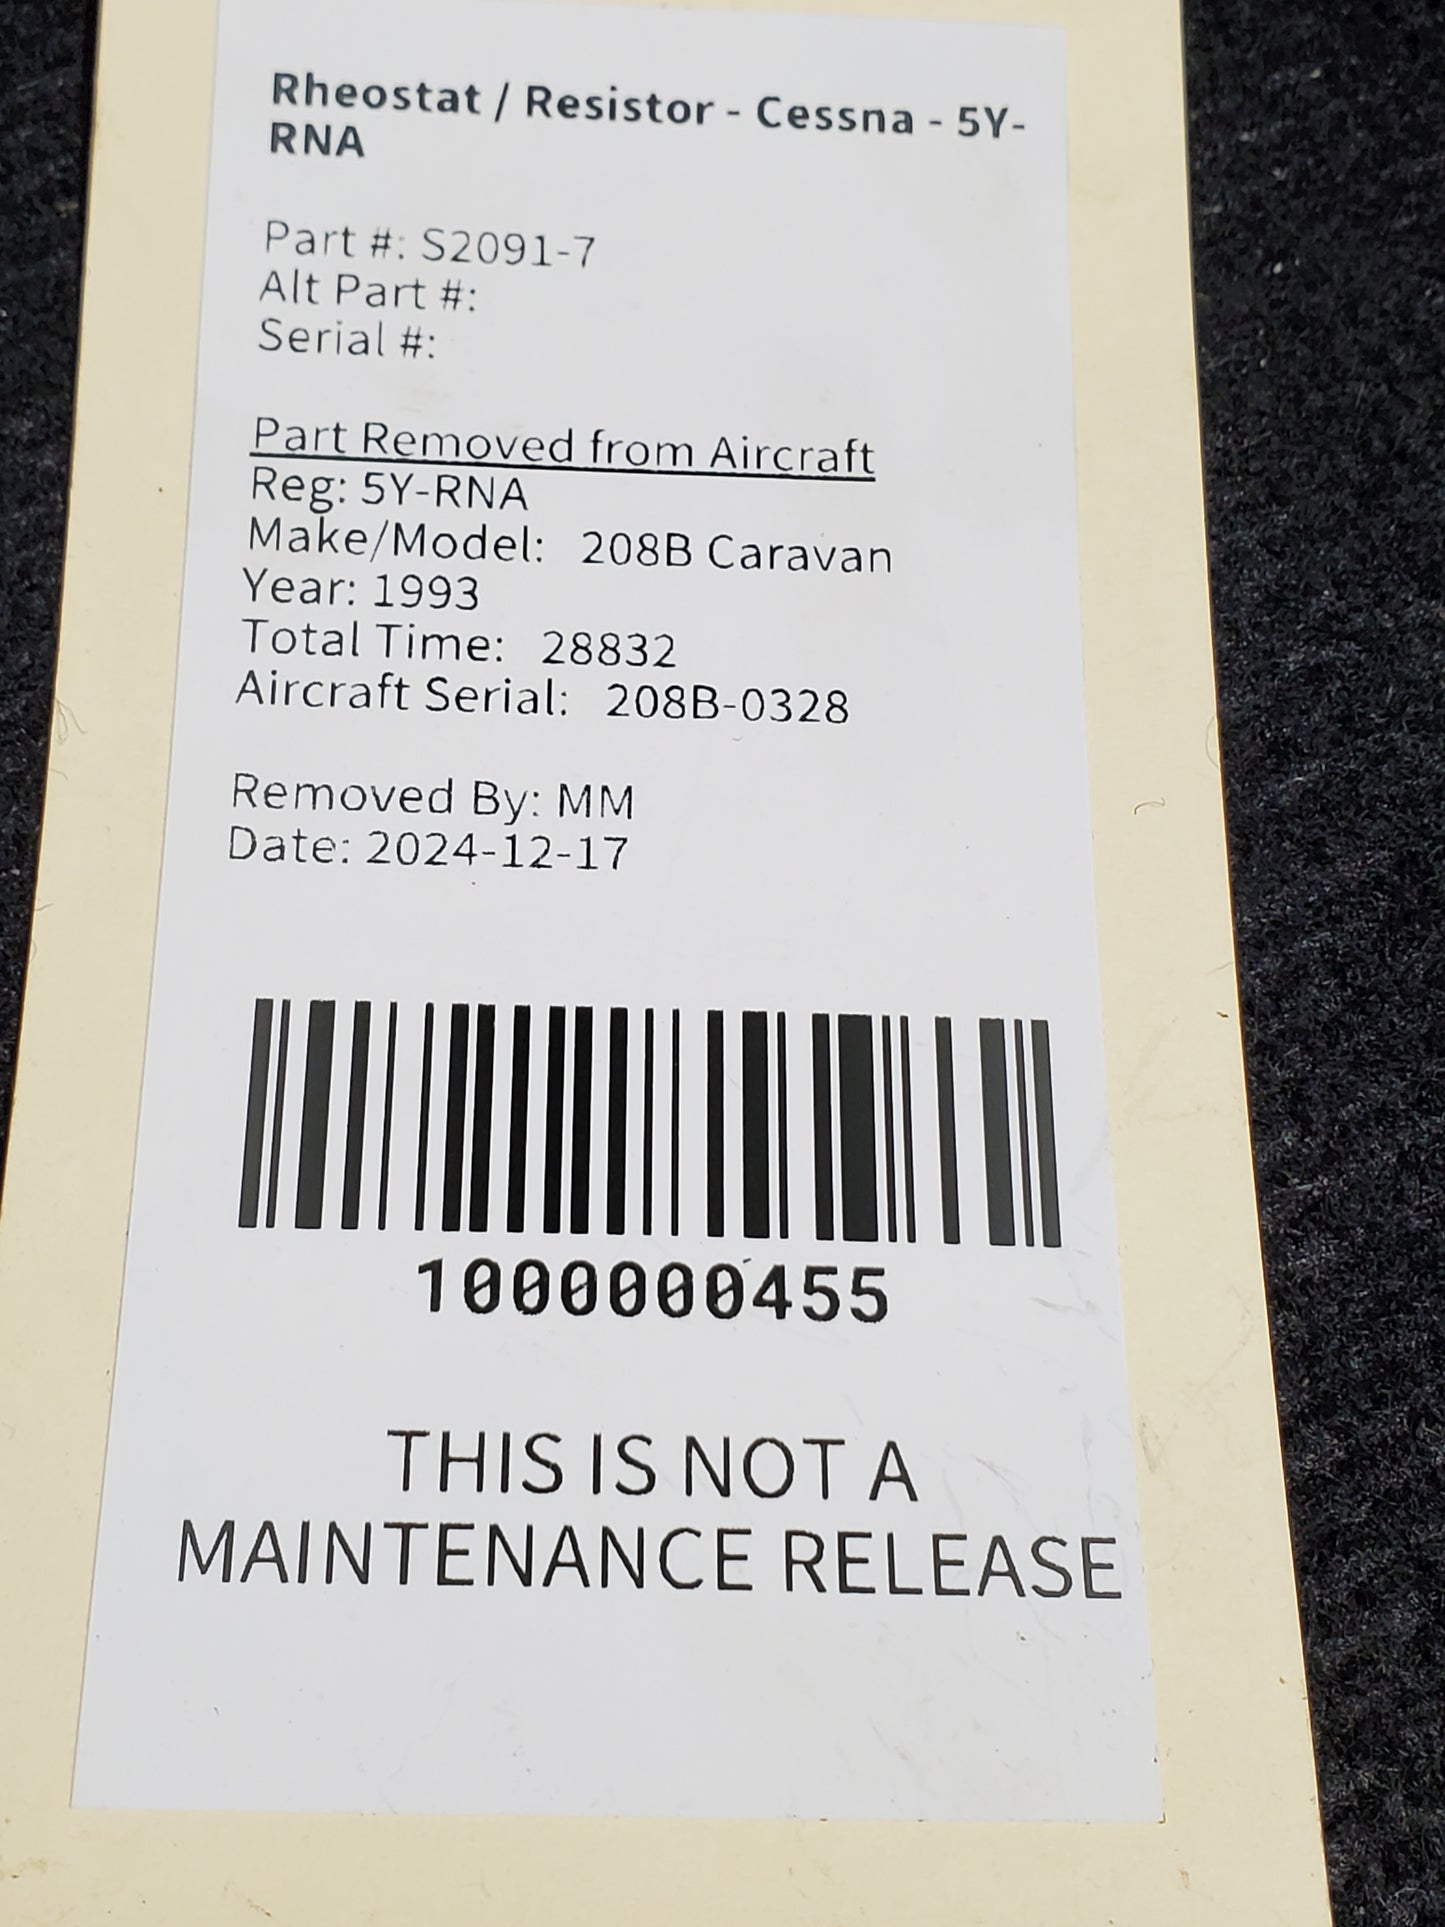 Rheostat / Resistor - Cessna - 5Y-
RNA
Part #: S2091-7
Alt Part #:
Serial #:
Part Removed from Aircraft
Reg: 5Y-RNA
Make/Model: 208B Caravan
Year: 1993
Total Time: 28832
Aircraft Serial: 208B-0328
Removed By: MM
Date: 2024-12-17
1000000455
THIS IS NOT A
MAINTENANCE RELEASE